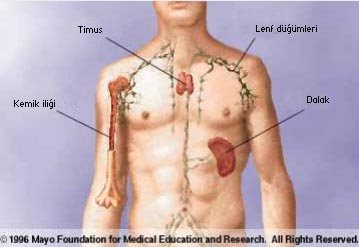 Timus
Lenf düğümleri
Kemik iliği
Dalak
© 1996 Mayo Foundation for Medical Education and Research. All Rights Reserved.